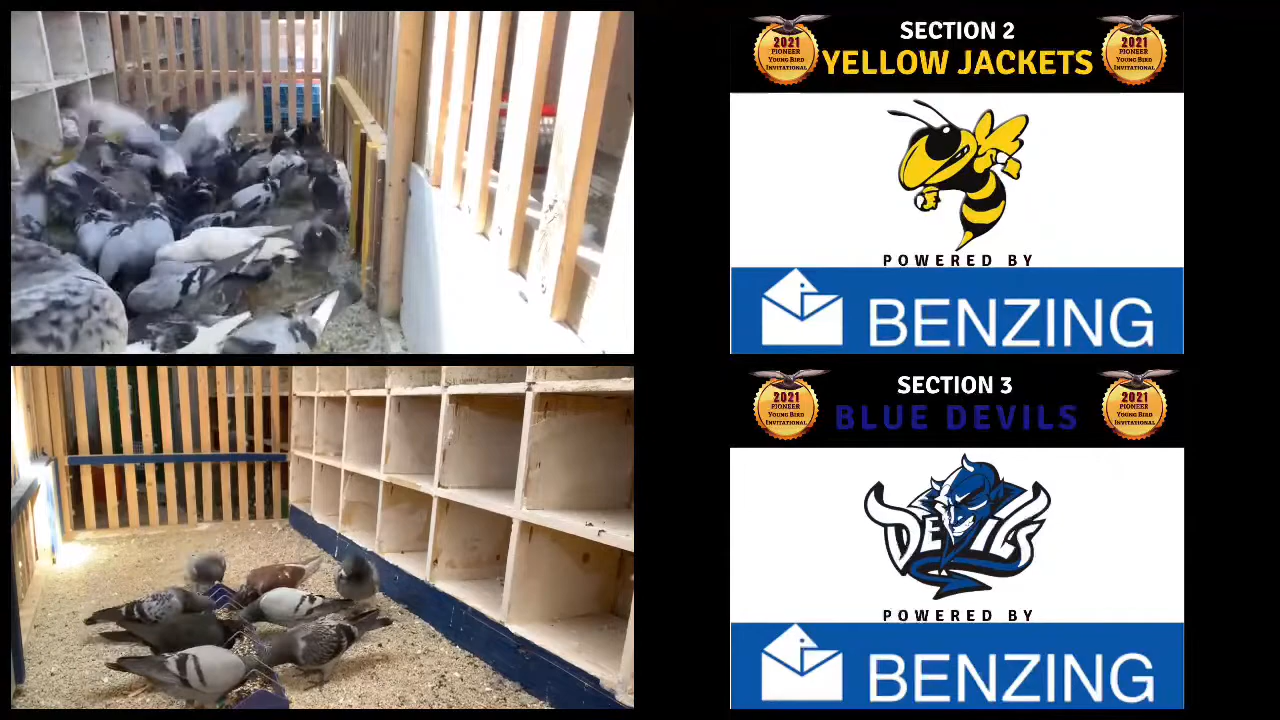 SECTION 2
YELLOW JACKETS
2021
PIONEER
YOUNG BIRD
INVITATIONAL
2021
PIONEER
YOUNG BIRD
INVITATIONAL
POWERED BY
BENZING
SECTION 3
BLUE DEVILS
2021
PIONEER
YOUNG BIRD
INVITATIONAL
2021
PIONEER
YOUNG BIRD
INVITATIONAL
DEVILS
POWERED BY
BENZING